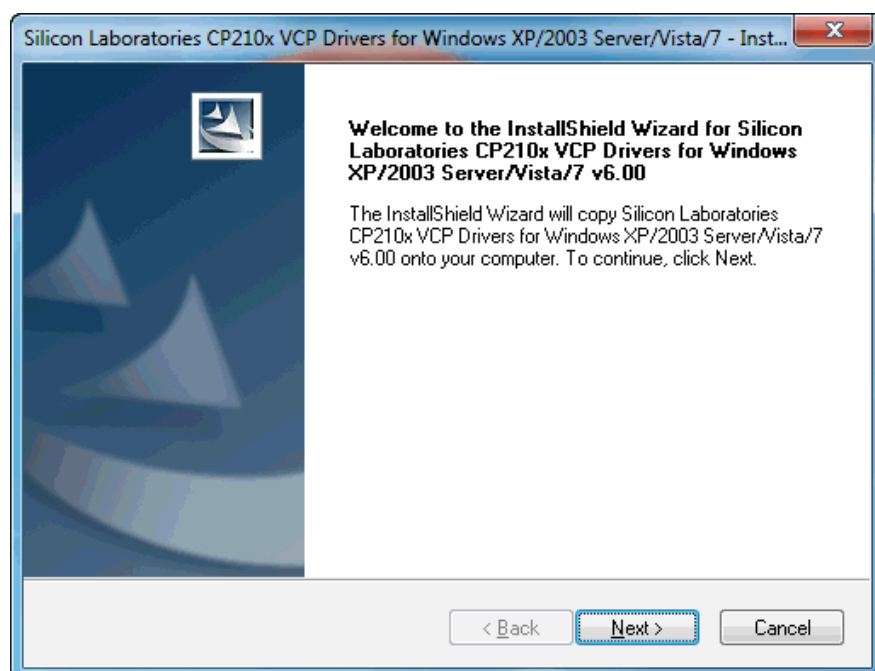 Silicon Laboratories CP210x VCP Drivers for Windows XP/2003 Server/Vista/7 - Inst...
Welcome to the InstallShield Wizard for Silicon
Laboratories CP210x VCP Drivers for Windows
XP/2003 Server/Vista/7 v6.00
The InstallShield Wizard will copy Silicon Laboratories
CP210x VCP Drivers for Windows XP/2003 Server/Vista/7
v6.00 onto your computer. To continue, click Next.
< Back Next > Cancel